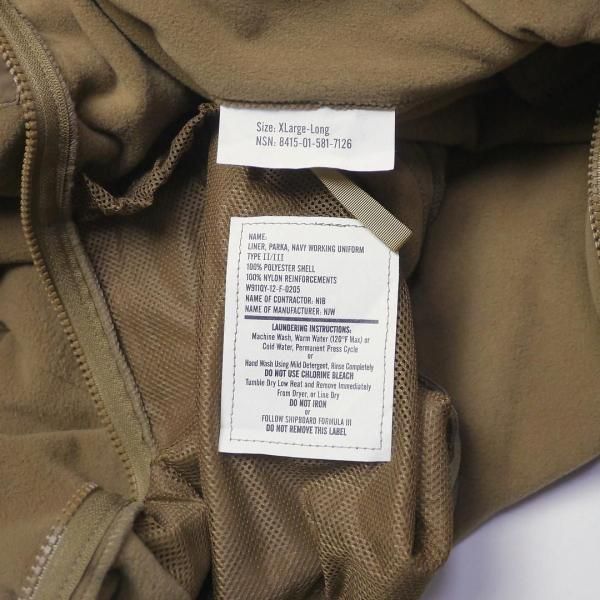 Size: XLarge-Long
NSN: 8415-01-581-7126
NAME:
LINER, PARKA, NAVY WORKING UNIFORM
TYPE II/III
100% POLYESTER SHELL
100% NYLON REINFORCEMENTS
W911QY-12-F-0205
NAME OF CONTRACTOR: NIB
NAME OF MANUFACTURER: NJW
LAUNDERING INSTRUCTIONS:
Machine Wash, Warm Water (120°F Max) or
Cold Water, Permanent Press Cycle
or
Hand Wash Using Mild Detergent, Rinse Completely
DO NOT USE CHLORINE BLEACH
Tumble Dry Low Heat and Remove Immediately
From Dryer, or Line Dry
DO NOT IRON
or
FOLLOW SHIPBOARD FORMULA III
DO NOT REMOVE THIS LABEL